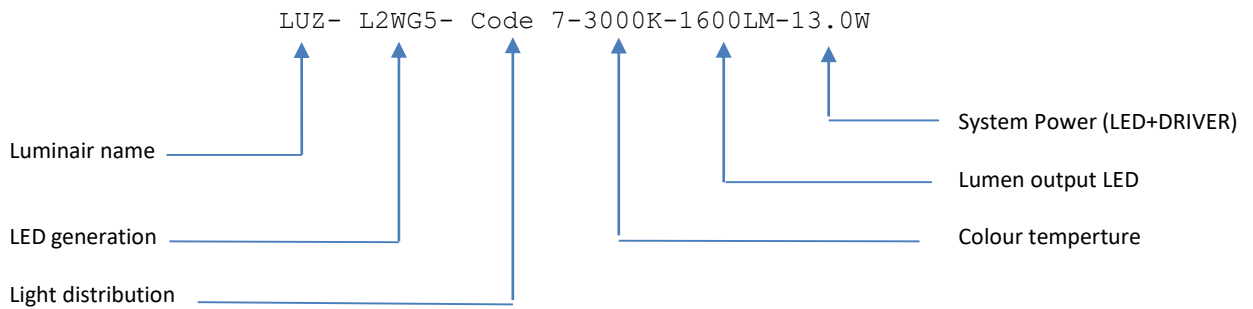 LUZ- L2WG5- Code 7-3000K-1600LM-13.0W
System Power (LED+DRIVER)
Luminair name
Lumen output LED
LED generation
Colour temperture
Light distribution